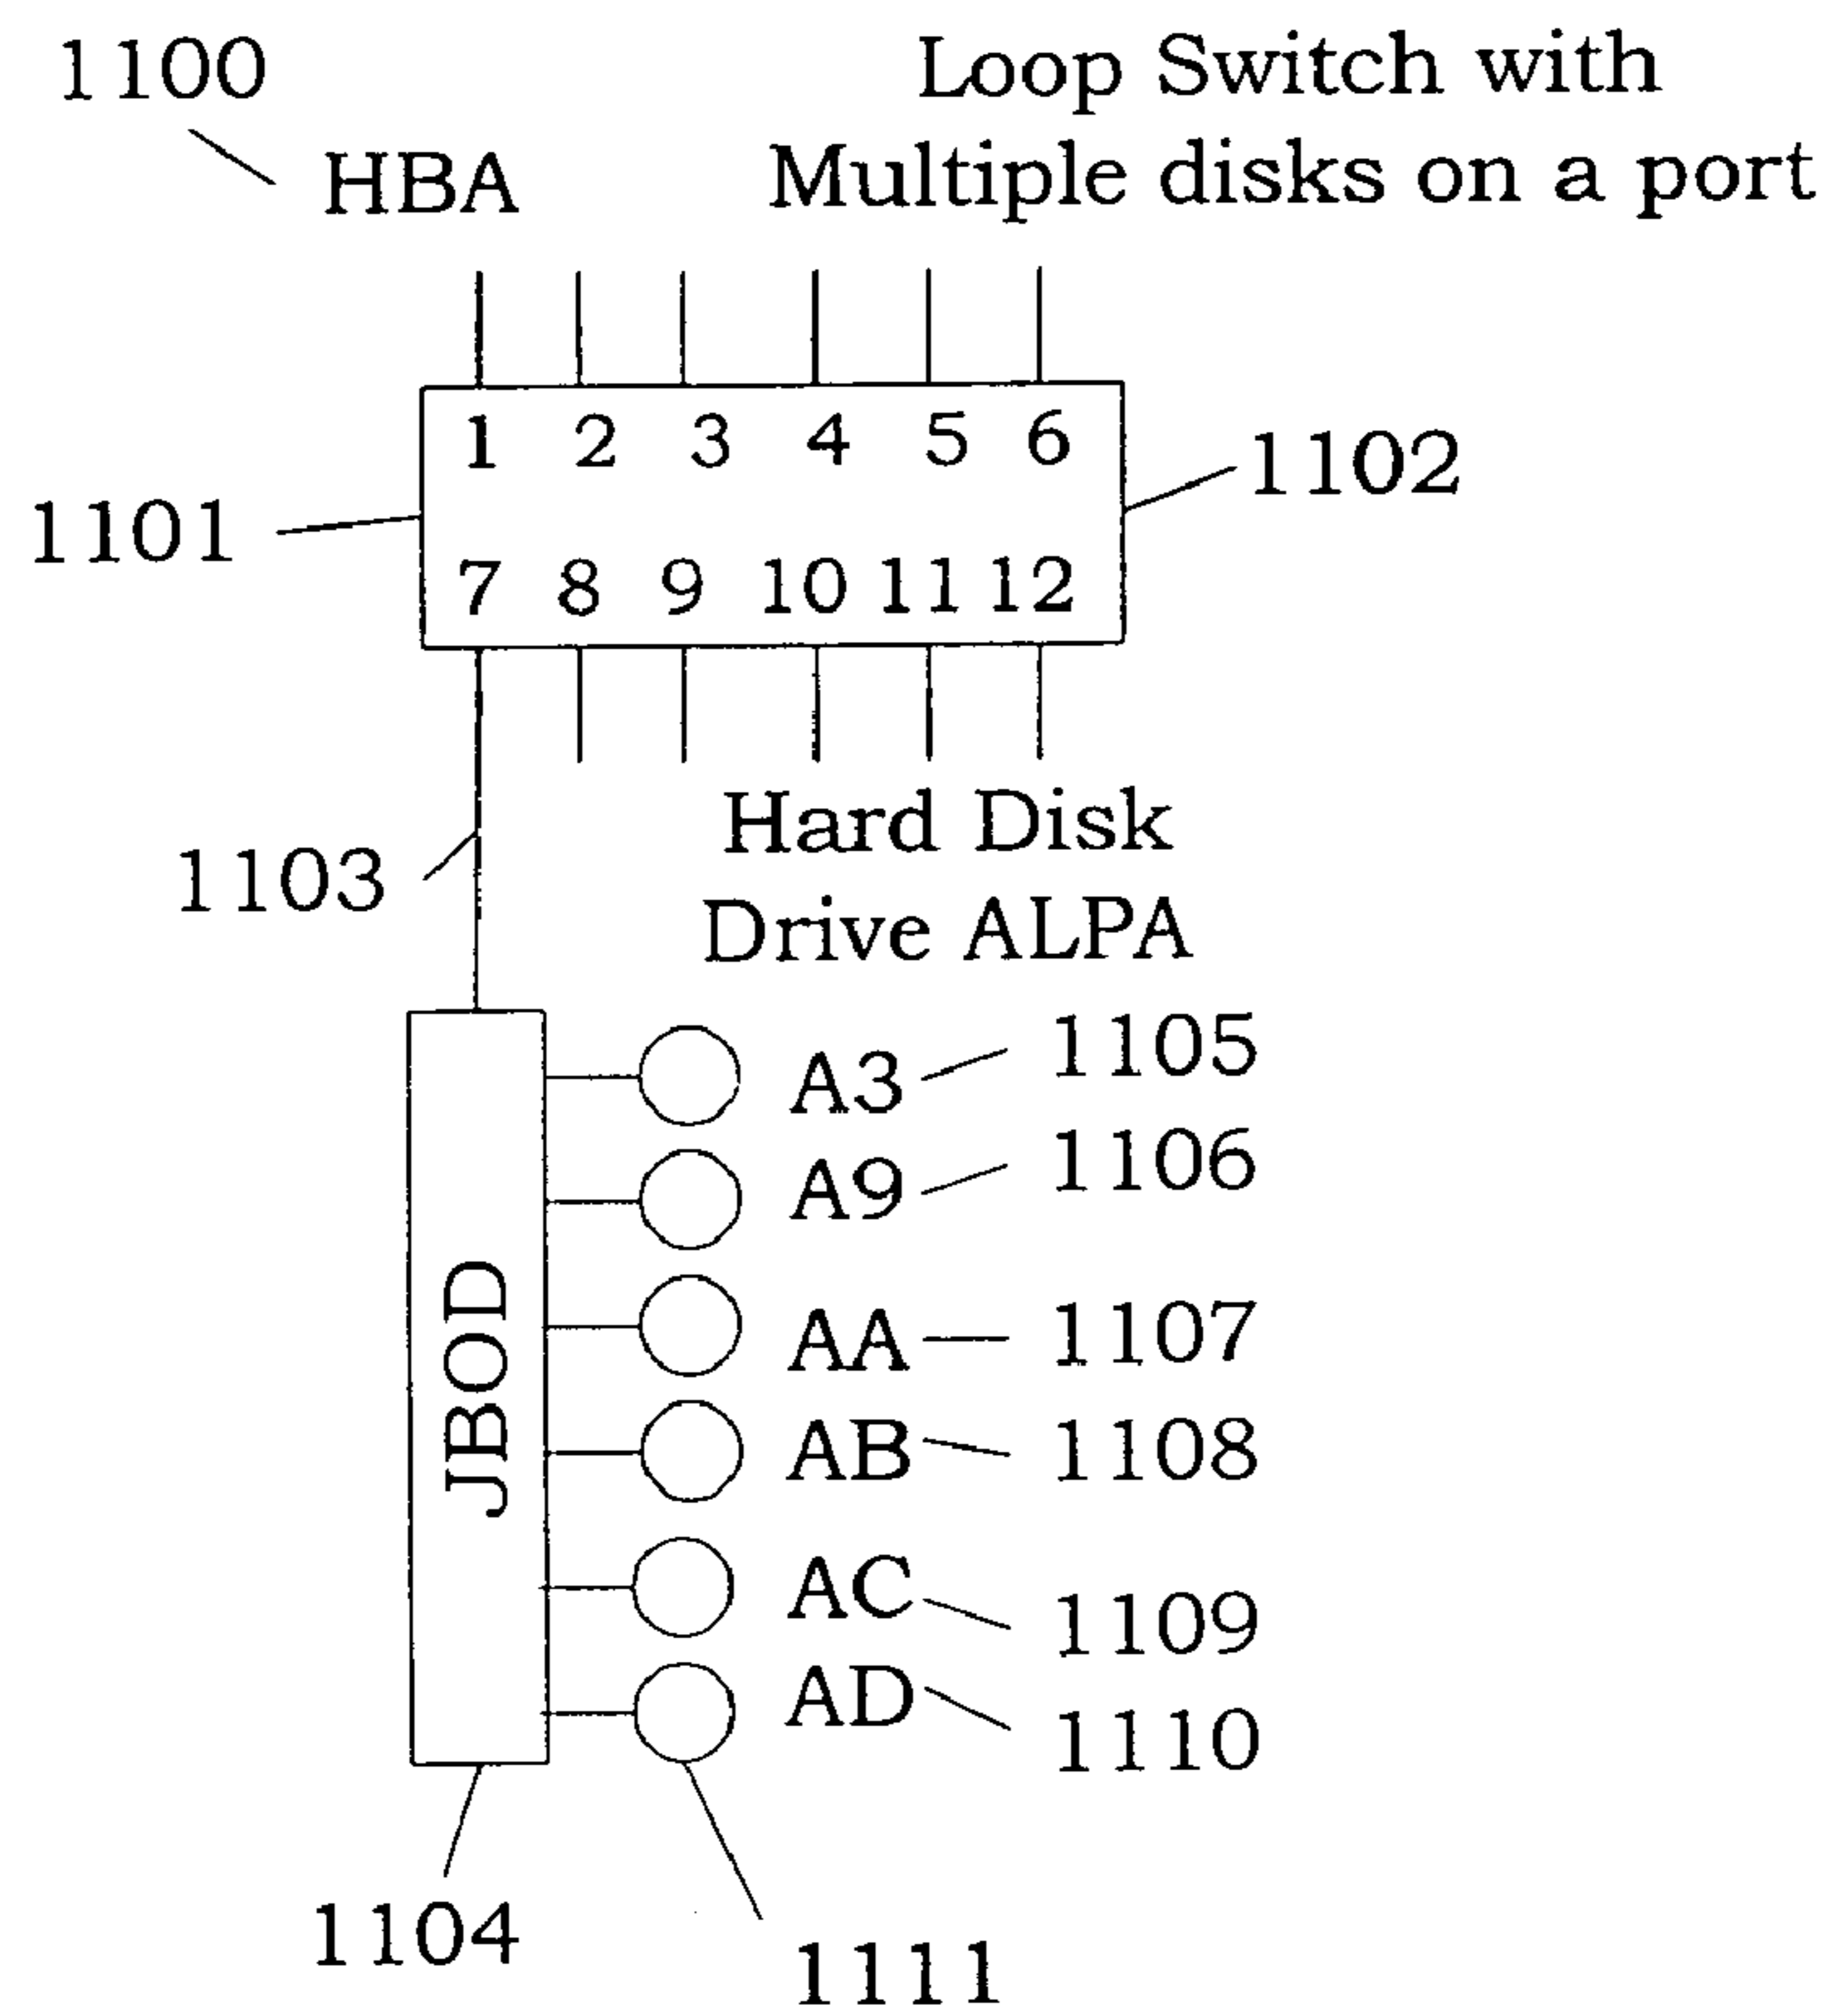 1100
Loop Switch with
HBA
Multiple disks on a port
1 2 3 4 5 6
1102
1101
7 8 9 10 11 12
Hard Disk
1103
Drive ALPA
A3 1105
A9 1106
JBOD
AA 1107
AB 1108
AC 1109
AD 1110
1104
1111